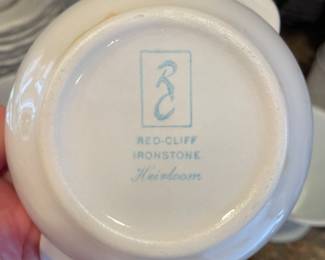 RC
RED-CLIFF
IRONSTONE
Heirloom